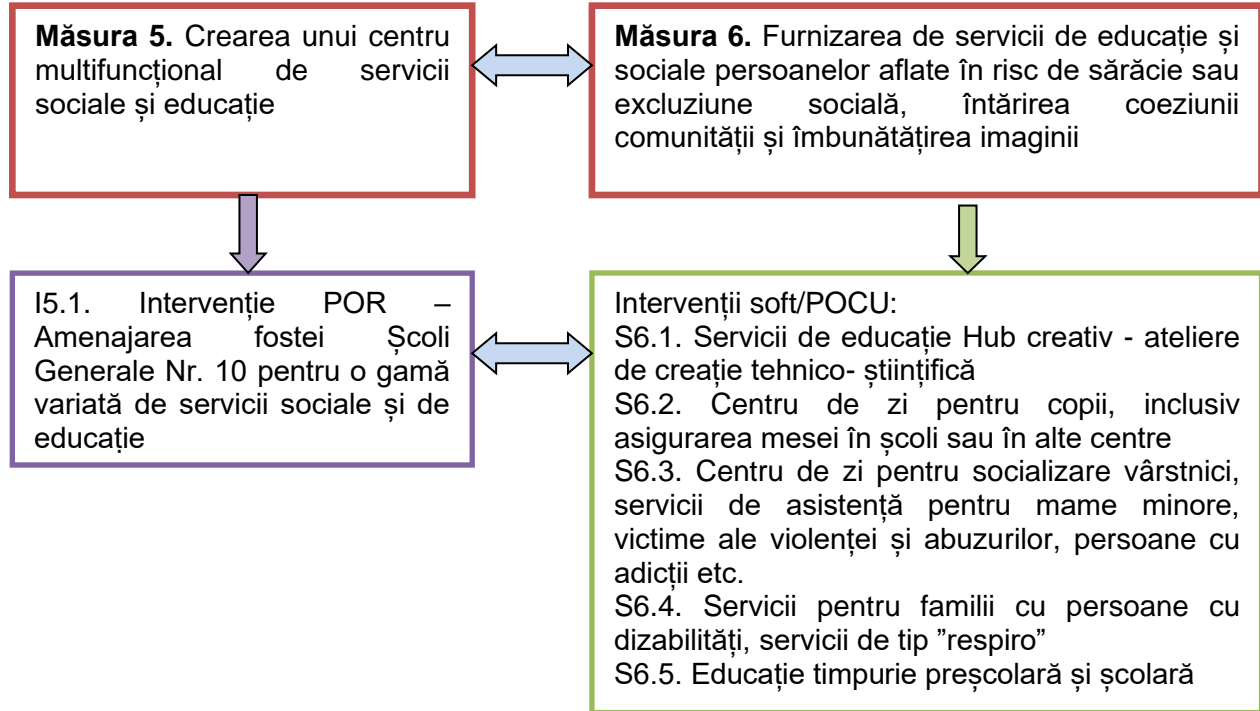 Măsura 5. Crearea unui centru
multifuncțional de servicii
sociale și educație
Măsura 6. Furnizarea de servicii de educație și
sociale persoanelor aflate în risc de sărăcie sau
excluziune socială, întărirea coeziunii
comunității și îmbunătățirea imaginii
I5.1. Intervenție POR –
Amenajarea fostei Școli
Generale Nr. 10 pentru o gamă
variată de servicii sociale și de
educație
Intervenții soft/POCU:
S6.1. Servicii de educație Hub creativ - ateliere
de creație tehnico- științifică
S6.2. Centru de zi pentru copii, inclusiv
asigurarea mesei în școli sau în alte centre
S6.3. Centru de zi pentru socializare vârstnici,
servicii de asistență pentru mame minore,
victime ale violenței și abuzurilor, persoane cu
adicții etc.
S6.4. Servicii pentru familii cu persoane cu
dizabilități, servicii de tip ”respiro”
S6.5. Educație timpurie preșcolară și școlară